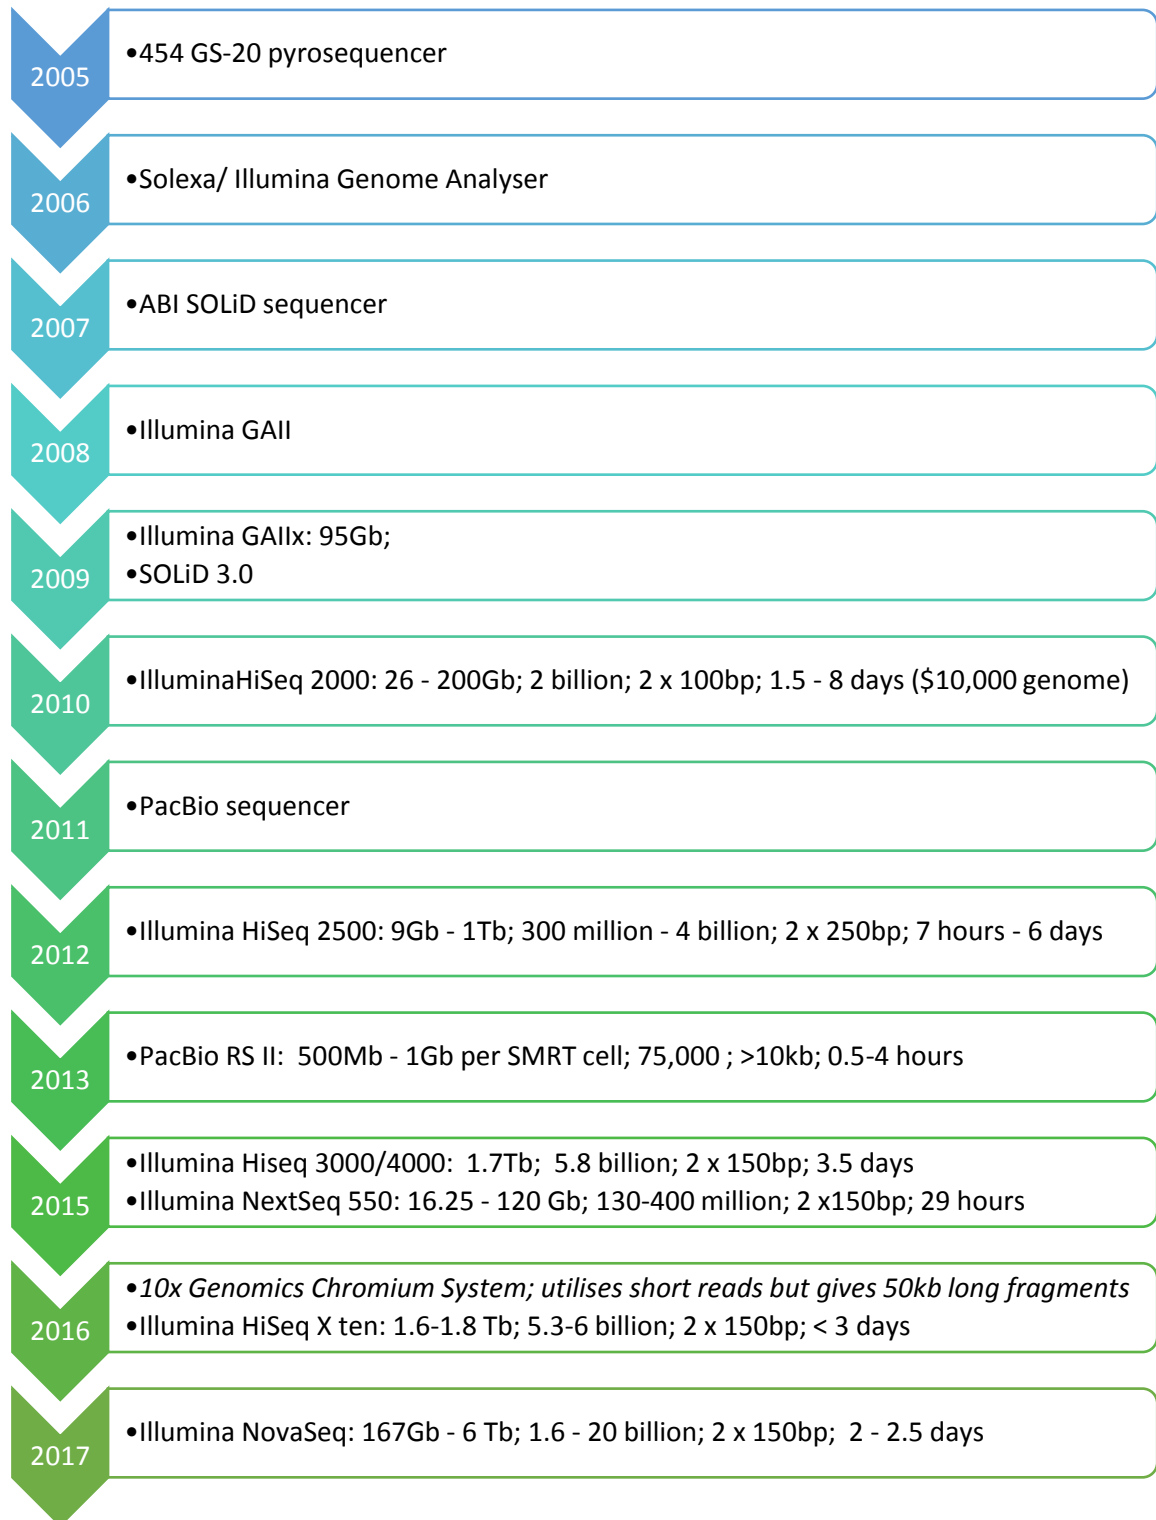 2005
•454 GS-20 pyrosequencer
2006
•Solexa/ Illumina Genome Analyser
2007
•ABI SOLiD sequencer
2008
•Illumina GAII
2009
•Illumina GAIIx: 95Gb;
•SOLiD 3.0
2010
•IlluminaHiSeq 2000: 26 - 200Gb; 2 billion; 2 x 100bp; 1.5 - 8 days ($10,000 genome)
2011
•PacBio sequencer
2012
•Illumina HiSeq 2500: 9Gb - 1Tb; 300 million - 4 billion; 2 x 250bp; 7 hours - 6 days
2013
•PacBio RS II:  500Mb - 1Gb per SMRT cell; 75,000 ; >10kb; 0.5-4 hours
2015
•Illumina Hiseq 3000/4000:  1.7Tb;  5.8 billion; 2 x 150bp; 3.5 days
•Illumina NextSeq 550: 16.25 - 120 Gb; 130-400 million; 2 x150bp; 29 hours
2016
•10x Genomics Chromium System; utilises short reads but gives 50kb long fragments
•Illumina HiSeq X ten: 1.6-1.8 Tb; 5.3-6 billion; 2 x 150bp; < 3 days
2017
•Illumina NovaSeq: 167Gb - 6 Tb; 1.6 - 20 billion; 2 x 150bp;  2 - 2.5 days